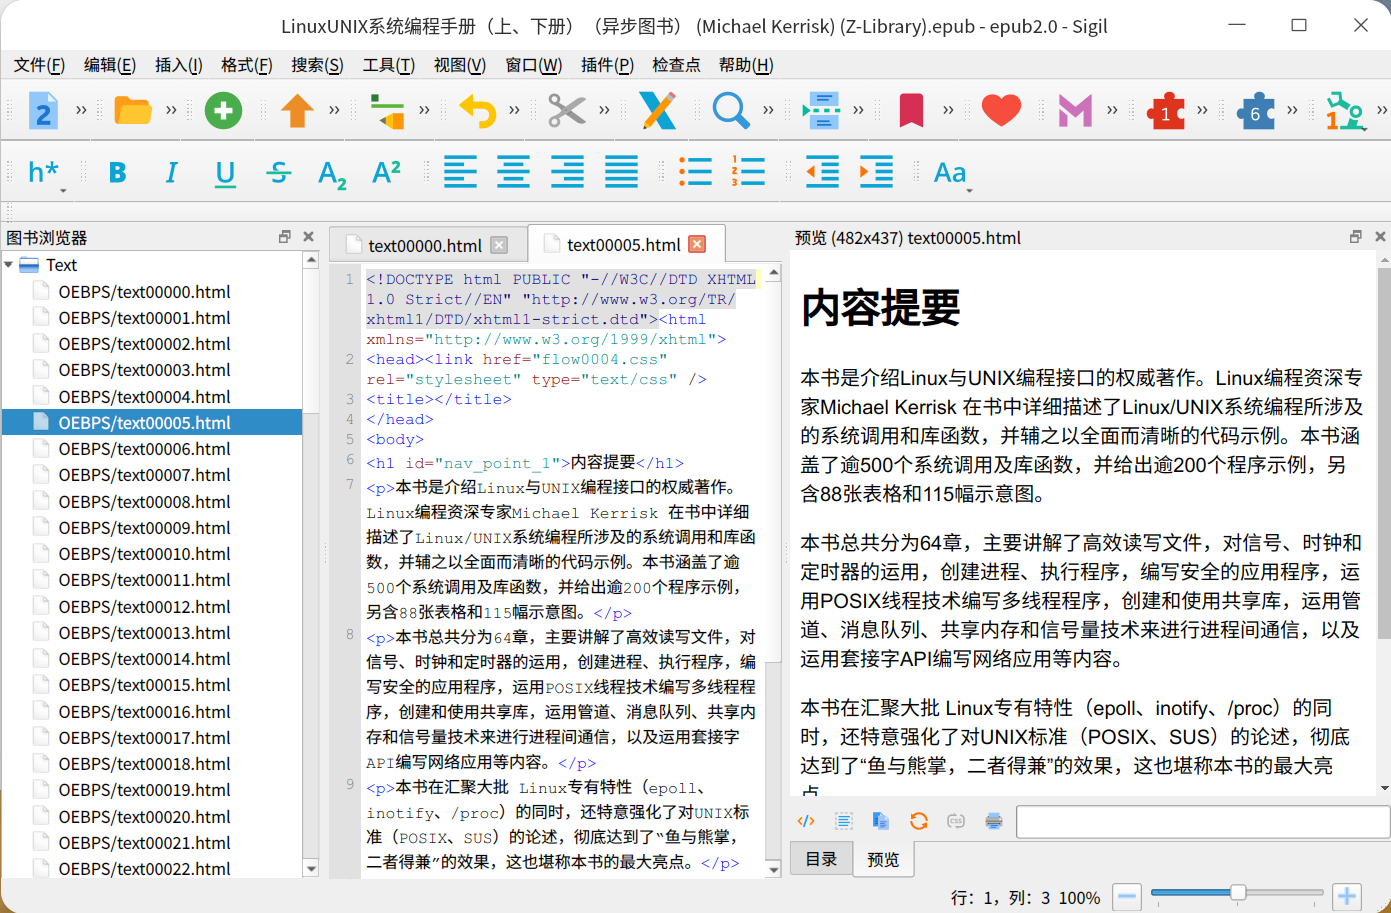 LinuxUNIX系统编程手册（上、下册）（异步图书） (Michael Kerrisk) (Z-Library).epub - epub2.0 - Sigil
文件(F) 编辑(E) 插入(I) 格式(F) 搜索(S) 工具(T) 视图(V) 窗口(W) 插件(P) 检查点 帮助(H)
2 » » » » » » » » » » 1 » 6 » 1 »
h* B I U S A2 A2 1 2 3 Aa
图书浏览器
Text
OEBPS/text00000.html
OEBPS/text00001.html
OEBPS/text00002.html
OEBPS/text00003.html
OEBPS/text00004.html
OEBPS/text00005.html
OEBPS/text00006.html
OEBPS/text00007.html
OEBPS/text00008.html
OEBPS/text00009.html
OEBPS/text00010.html
OEBPS/text00011.html
OEBPS/text00012.html
OEBPS/text00013.html
OEBPS/text00014.html
OEBPS/text00015.html
OEBPS/text00016.html
OEBPS/text00017.html
OEBPS/text00018.html
OEBPS/text00019.html
OEBPS/text00020.html
OEBPS/text00021.html
OEBPS/text00022.html
text00000.html text00005.html
1 <!DOCTYPE html PUBLIC "-//W3C//DTD XHTML
1.0 Strict//EN" "http://www.w3.org/TR/
xhtml1/DTD/xhtml1-strict.dtd"><html
xmlns="http://www.w3.org/1999/xhtml">
2 <head><link href="flow0004.css"
rel="stylesheet" type="text/css" />
3 <title></title>
4 </head>
5 <body>
6 <h1 id="nav_point_1">内容提要</h1>
7 <p>本书是介绍Linux与UNIX编程接口的权威著作。
Linux编程资深专家Michael Kerrisk 在书中详细
描述了Linux/UNIX系统编程所涉及的系统调用和库函
数，并辅之以全面而清晰的代码示例。本书涵盖了逾
500个系统调用及库函数，并给出逾200个程序示例，
另含88张表格和115幅示意图。</p>
8 <p>本书总共分为64章，主要讲解了高效读写文件，对
信号、时钟和定时器的运用，创建进程、执行程序，编
写安全的应用程序，运用POSIX线程技术编写多线程程
序，创建和使用共享库，运用管道、消息队列、共享内
存和信号量技术来进行进程间通信，以及运用套接字
API编写网络应用等内容。</p>
9 <p>本书在汇聚大批 Linux专有特性（epoll、
inotify、/proc）的同时，还特意强化了对UNIX标
准（POSIX、SUS）的论述，彻底达到了“鱼与熊掌，
二者得兼”的效果，这也堪称本书的最大亮点。</p>
预览 (482x437) text00005.html
内容提要
本书是介绍Linux与UNIX编程接口的权威著作。Linux编程资深专
家Michael Kerrisk 在书中详细描述了Linux/UNIX系统编程所涉及
的系统调用和库函数，并辅之以全面而清晰的代码示例。本书涵
盖了逾500个系统调用及库函数，并给出逾200个程序示例，另
含88张表格和115幅示意图。
本书总共分为64章，主要讲解了高效读写文件，对信号、时钟和
定时器的运用，创建进程、执行程序，编写安全的应用程序，运
用POSIX线程技术编写多线程程序，创建和使用共享库，运用管
道、消息队列、共享内存和信号量技术来进行进程间通信，以及
运用套接字API编写网络应用等内容。
本书在汇聚大批 Linux专有特性（epoll、inotify、/proc）的同
时，还特意强化了对UNIX标准（POSIX、SUS）的论述，彻底
达到了“鱼与熊掌，二者得兼”的效果，这也堪称本书的最大亮
点。
</> CSS
目录 预览
行：1，列：3 100%